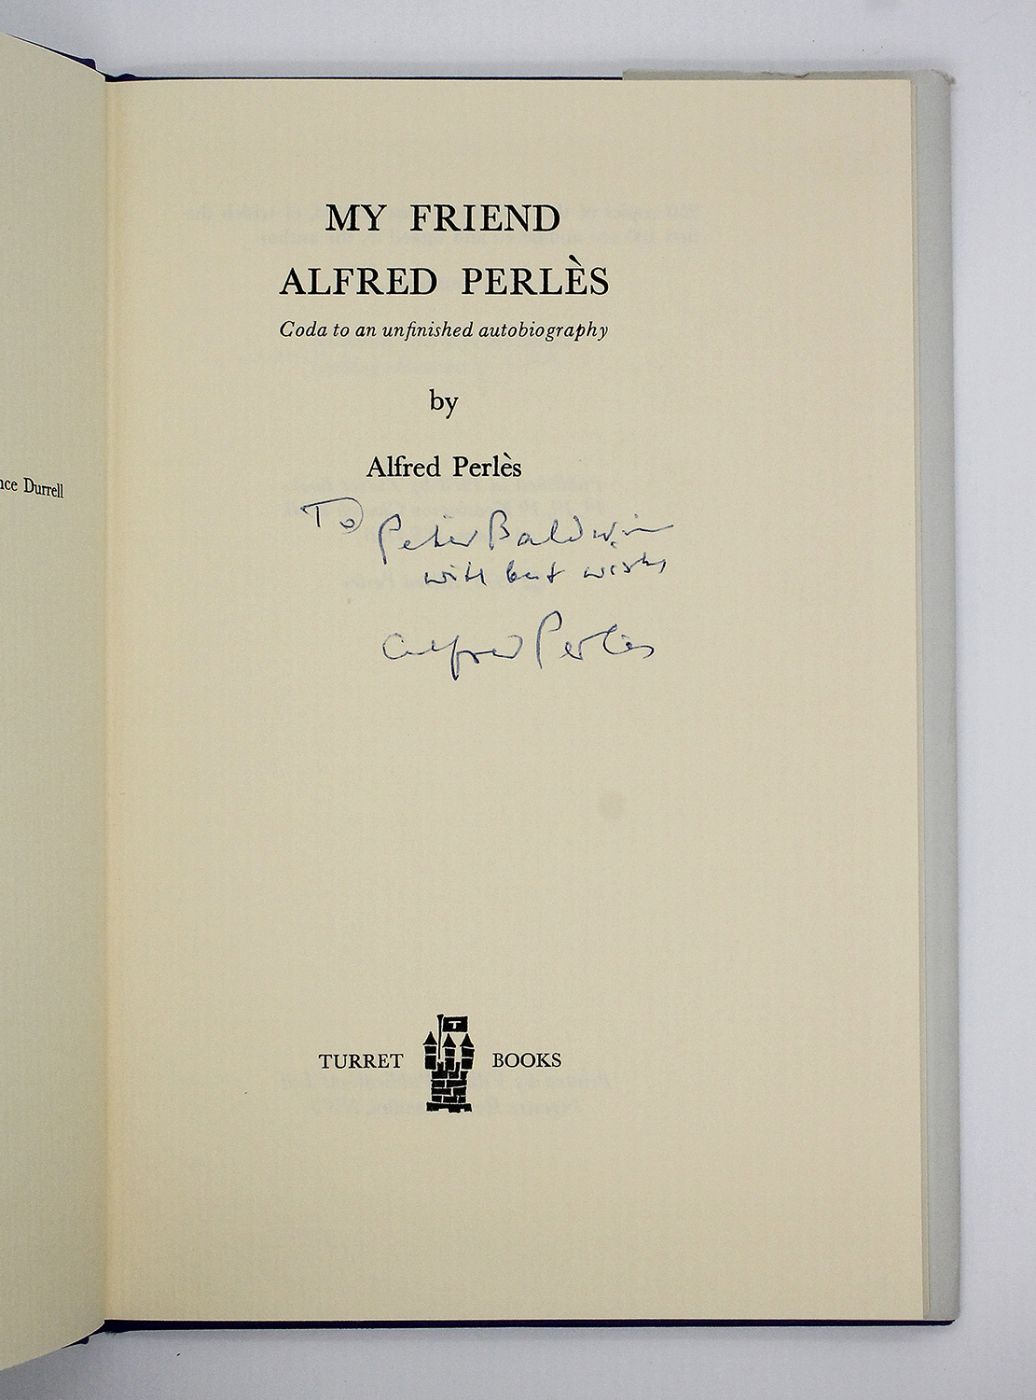 nce Durrell
MY FRIEND
ALFRED PERLÈS
Coda to an unfinished autobiography
by
Alfred Perlès
To Peter Baldwin
with best wishes
Alfred Perlès
T
TURRET BOOKS